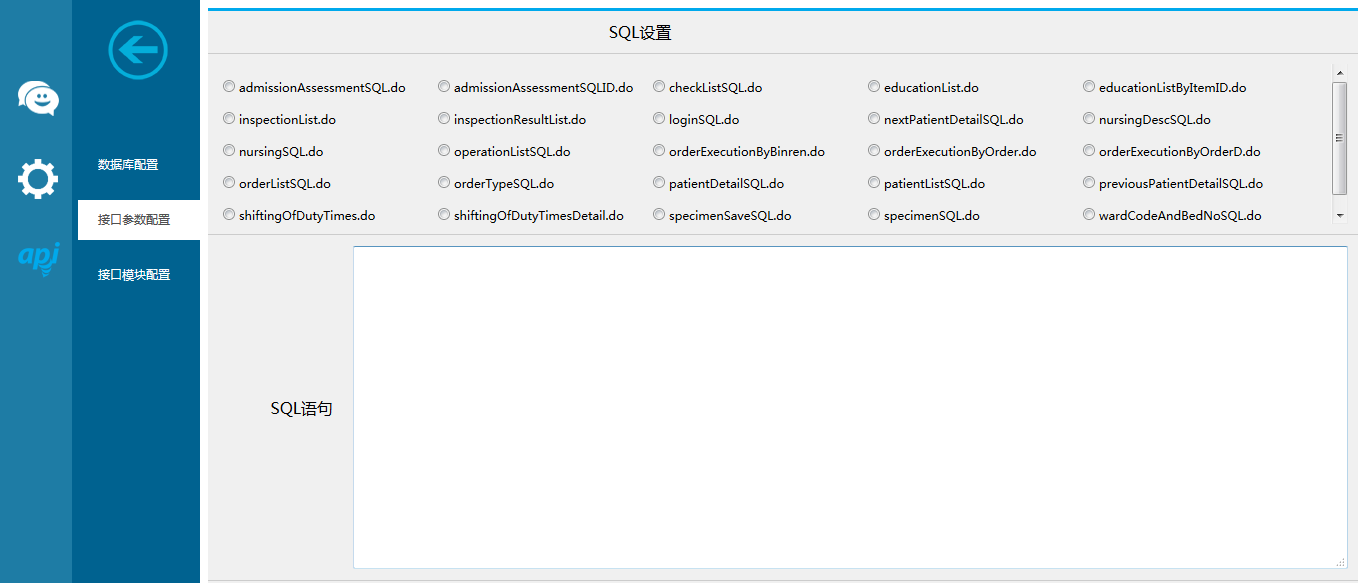 SQL设置
admissionAssessmentSQL.do admissionAssessmentSQLID.do checkListSQL.do educationList.do educationListByItemID.do
inspectionList.do inspectionResultList.do loginSQL.do nextPatientDetailSQL.do nursingDescSQL.do
数据库配置
nursingSQL.do operationListSQL.do orderExecutionByBinren.do orderExecutionByOrder.do orderExecutionByOrderD.do
orderListSQL.do orderTypeSQL.do patientDetailSQL.do patientListSQL.do previousPatientDetailSQL.do
接口参数配置
shiftingOfDutyTimes.do shiftingOfDutyTimesDetail.do specimenSaveSQL.do specimenSQL.do wardCodeAndBedNoSQL.do
api
接口模块配置
SQL语句